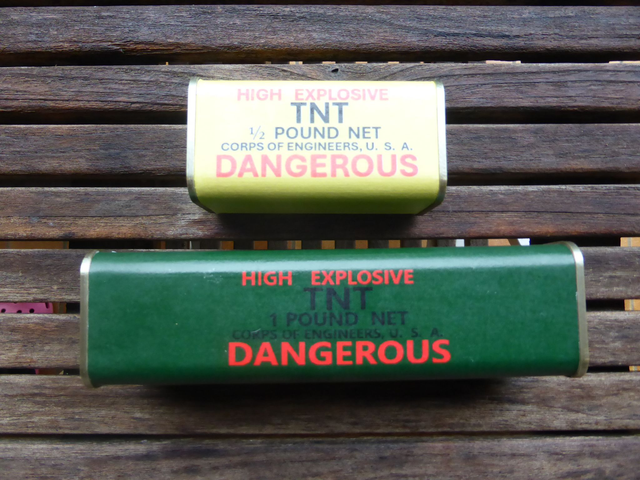 HIGH EXPLOSIVE
TNT
½ POUND NET
CORPS OF ENGINEERS, U. S. A.
DANGEROUS
HIGH EXPLOSIVE
TNT
1 POUND NET
CORPS OF ENGINEERS, U. S. A.
DANGEROUS